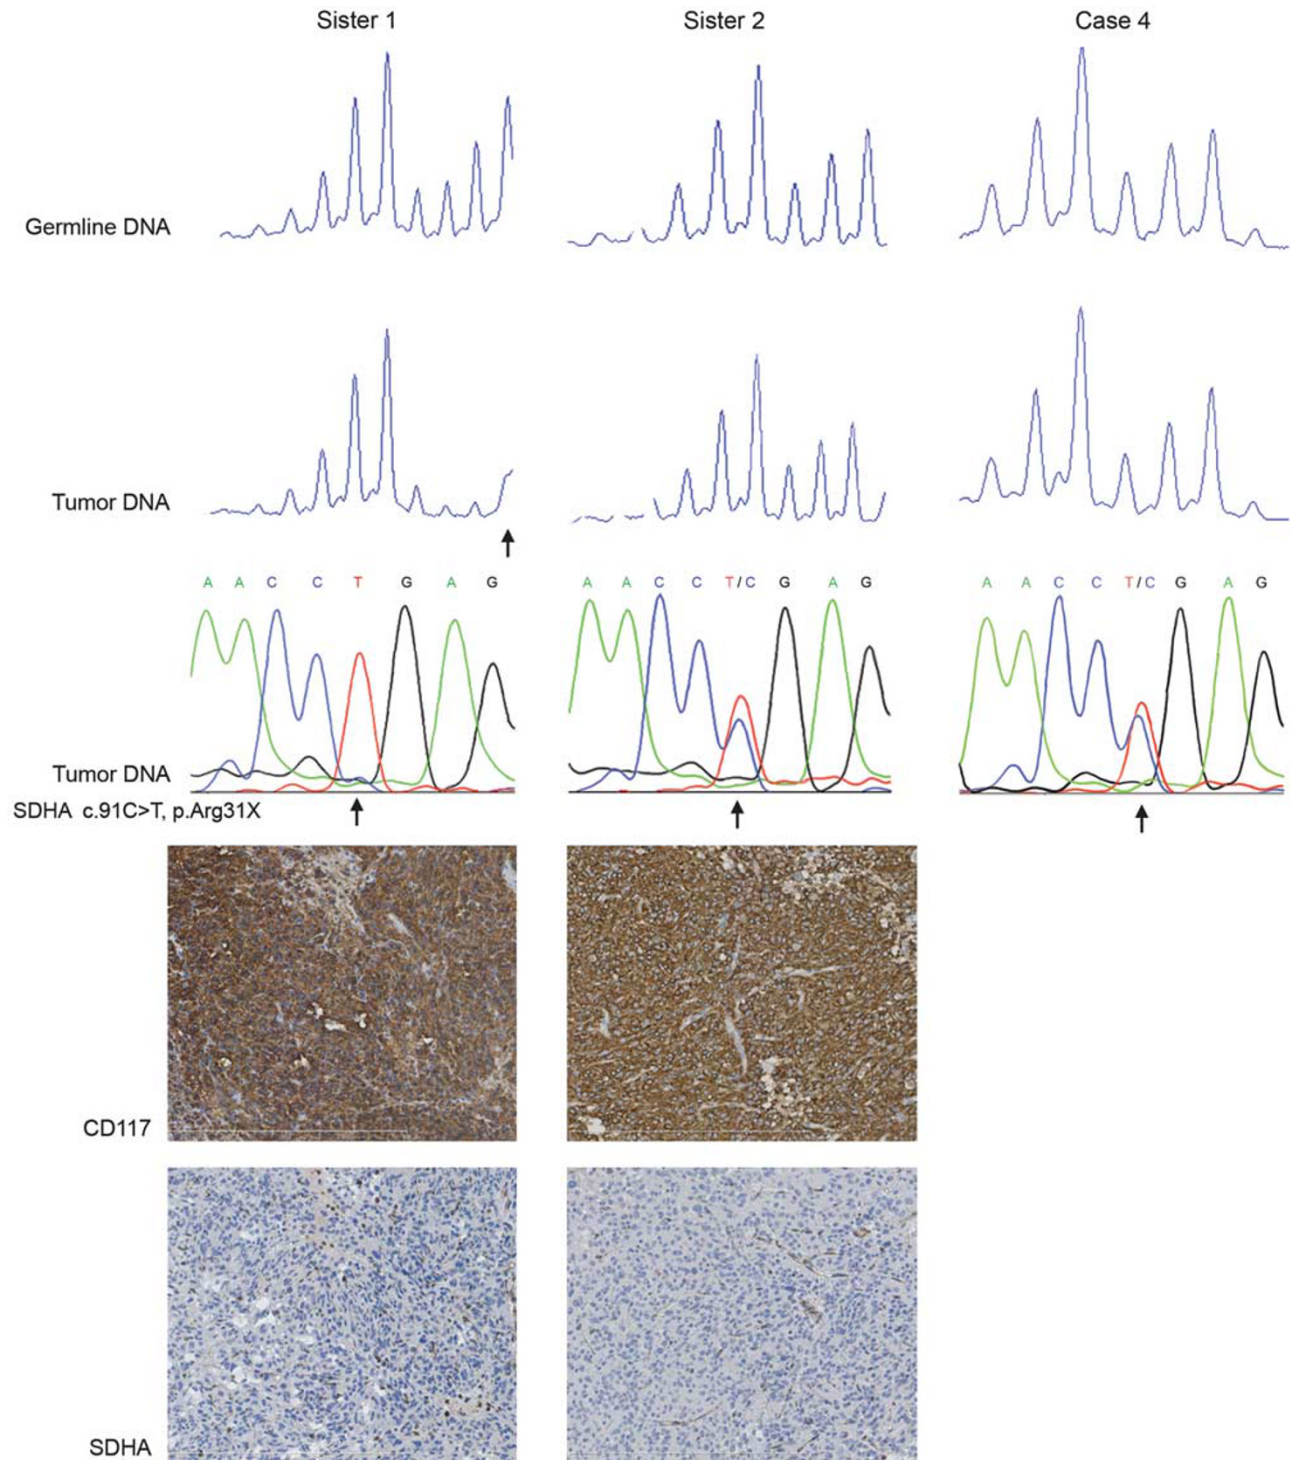 Sister 1 Sister 2 Case 4
Germline DNA
Tumor DNA
A A C C T G A G A A C C T/C G A G A A C C T/C G A G
Tumor DNA
SDHA c.91C>T, p.Arg31X
CD117
SDHA